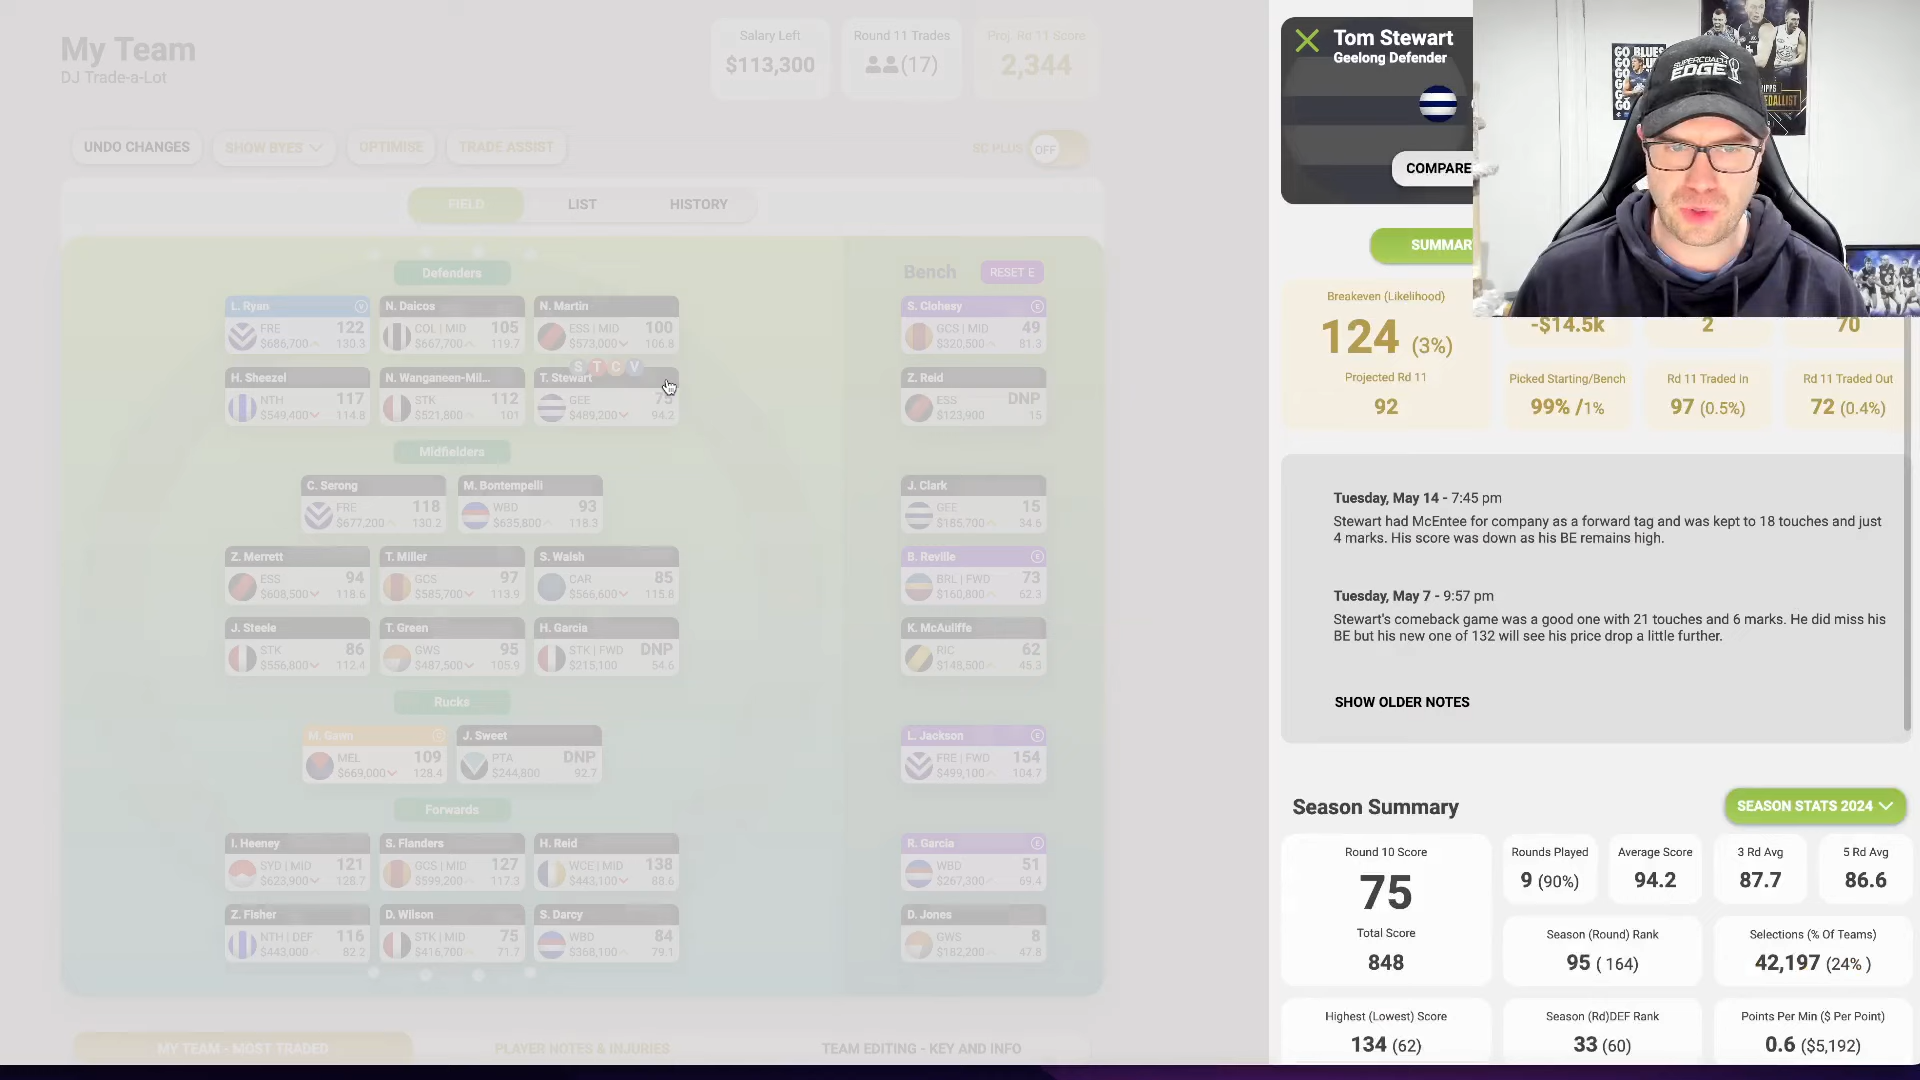 My Team
DJ Trade-a-Lot
Salary Left
$113,300
Round 11 Trades
(17)
Proj. Rd 11 Score
2,344
UNDO CHANGES
SHOW BYES
OPTIMISE
TRADE ASSIST
SC PLUS
OFF
FIELD
LIST
HISTORY
Defenders
Bench
RESET E
L. Ryan V
FRE 122
$686,700 130.3
N. Daicos
COL | MID 105
$667,700 119.7
N. Martin
ESS | MID 100
$573,000 106.8
S. Clohesy E
GCS | MID 49
$320,500 81.3
S T C V
H. Sheezel
NTH 117
$549,400 114.8
N. Wanganeen-Mil...
STK 112
$521,800 101
T. Stewart
GEE 75
$489,200 94.2
Z. Reid
ESS DNP
$123,900 15
Midfielders
C. Serong
FRE 118
$677,200 130.2
M. Bontempelli
WBD 93
$635,800 118.3
J. Clark
GEE 15
$185,700 34.6
Z. Merrett
ESS 94
$608,500 118.6
T. Miller
GCS 97
$585,700 113.9
S. Walsh
CAR 85
$566,600 115.8
B. Reville E
BRL | FWD 73
$160,800 62.3
J. Steele
STK 86
$556,800 112.4
T. Green
GWS 95
$487,500 105.9
H. Garcia
STK | FWD DNP
$215,100 54.6
K. McAuliffe
RIC 62
$148,500 45.3
Rucks
M. Gawn C
MEL 109
$669,000 128.4
J. Sweet
PTA DNP
$244,800 92.7
L. Jackson E
FRE | FWD 154
$499,100 104.7
Forwards
I. Heeney
SYD | MID 121
$623,900 128.7
S. Flanders
GCS | MID 127
$599,200 117.3
H. Reid
WCE | MID 138
$443,100 88.6
R. Garcia E
WBD 51
$267,300 69.4
Z. Fisher
NTH | DEF 116
$443,000 82.2
D. Wilson
STK | MID 75
$416,700 71.7
S. Darcy
WBD 84
$368,100 79.1
D. Jones
GWS 8
$182,200 47.8
MY TEAM - MOST TRADED
PLAYER NOTES & INJURIES
TEAM EDITING - KEY AND INFO
Tom Stewart
Geelong Defender
COMPARE
SUMMAR
Breakeven (Likelihood)
124 (3%)
Projected Rd 11
92
-$14.5k
2
70
Picked Starting/Bench
99% /1%
Rd 11 Traded In
97 (0.5%)
Rd 11 Traded Out
72 (0.4%)
Tuesday, May 14 - 7:45 pm
Stewart had McEntee for company as a forward tag and was kept to 18 touches and just
4 marks. His score was down as his BE remains high.
Tuesday, May 7 - 9:57 pm
Stewart's comeback game was a good one with 21 touches and 6 marks. He did miss his
BE but his new one of 132 will see his price drop a little further.
SHOW OLDER NOTES
Season Summary
SEASON STATS 2024
Round 10 Score
75
Total Score
848
Rounds Played
9 (90%)
Average Score
94.2
3 Rd Avg
87.7
5 Rd Avg
86.6
Season (Round) Rank
95 ( 164)
Selections (% Of Teams)
42,197 (24% )
Highest (Lowest) Score
134 (62)
Season (Rd)DEF Rank
33 (60)
Points Per Min ($ Per Point)
0.6 ($5,192)
SUPERCOACH
EDGE
GO BLUES